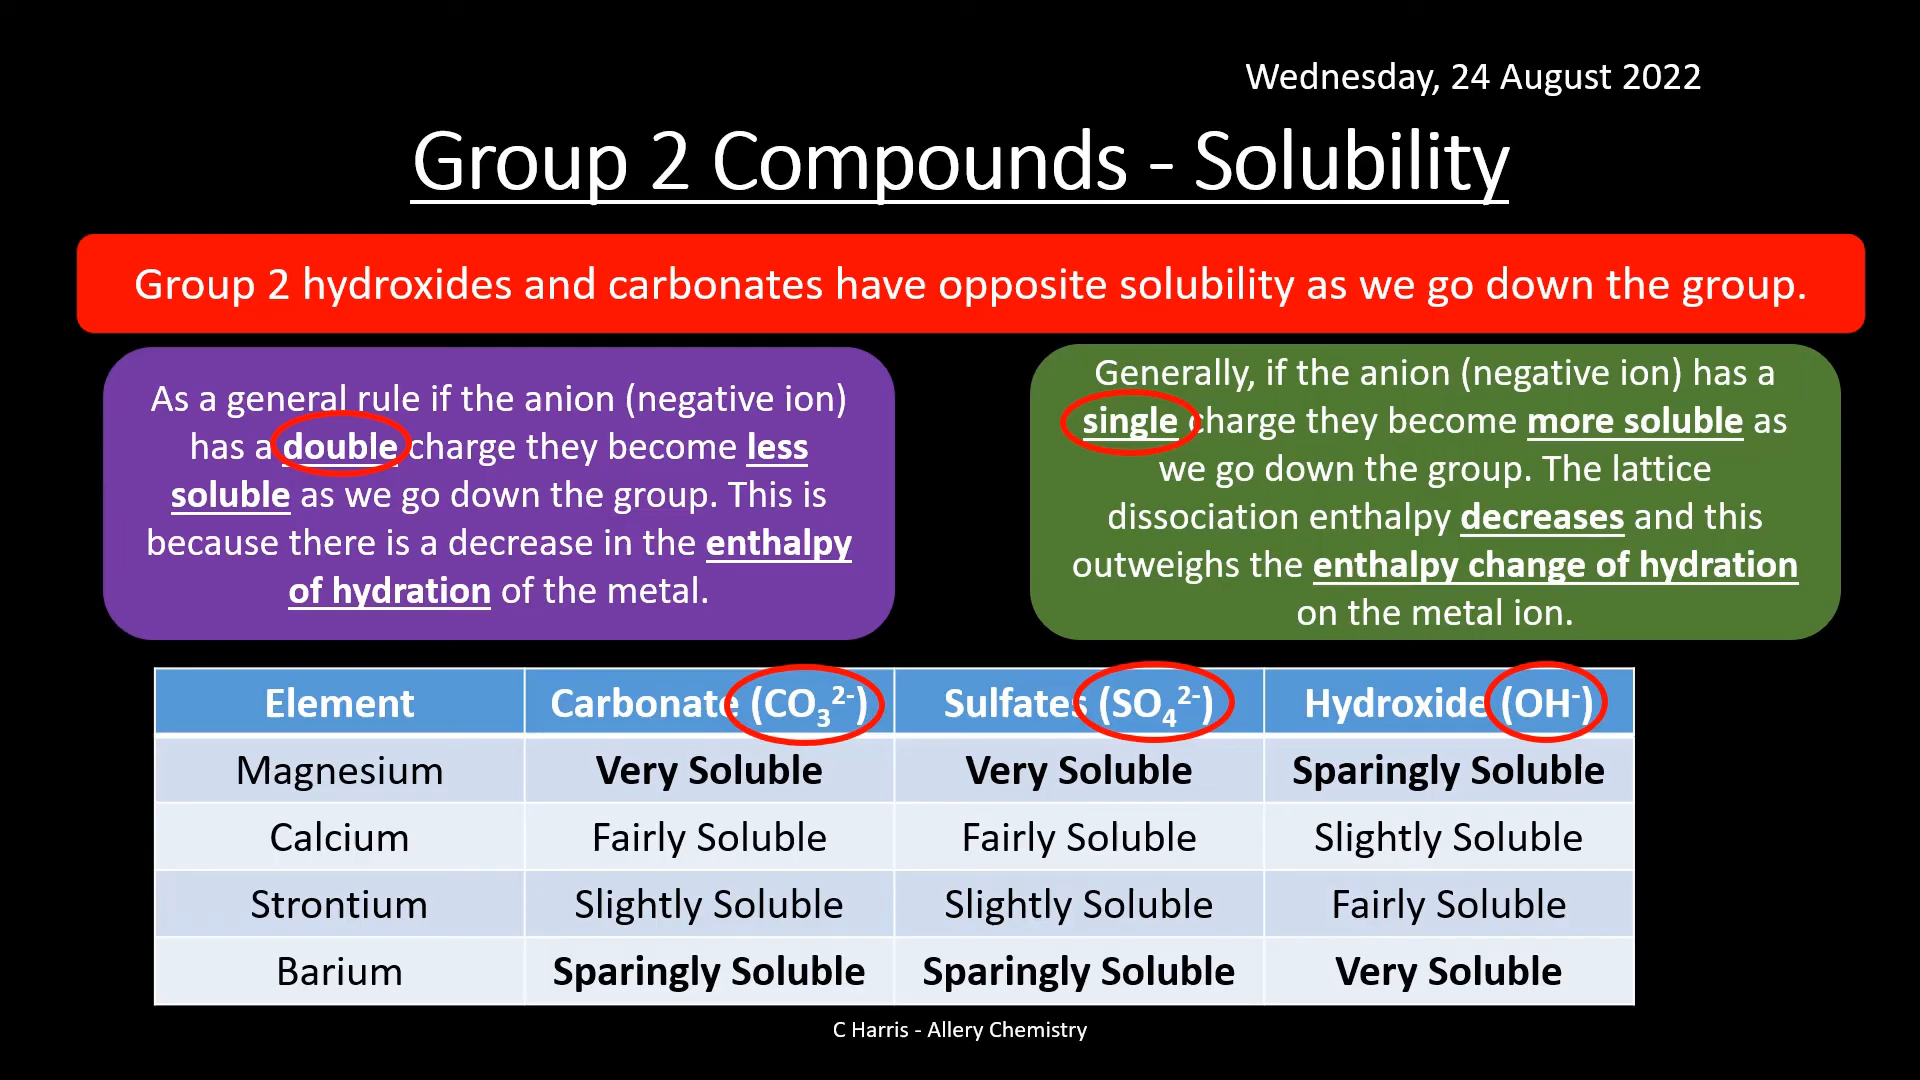 Wednesday, 24 August 2022
Group 2 Compounds - Solubility
Group 2 hydroxides and carbonates have opposite solubility as we go down the group.
As a general rule if the anion (negative ion)
has a double charge they become less
soluble as we go down the group. This is
because there is a decrease in the enthalpy
of hydration of the metal.
Generally, if the anion (negative ion) has a
single charge they become more soluble as
we go down the group. The lattice
dissociation enthalpy decreases and this
outweighs the enthalpy change of hydration
on the metal ion.
Element Carbonate (CO₃²⁻) Sulfates (SO₄²⁻) Hydroxide (OH⁻)
Magnesium Very Soluble Very Soluble Sparingly Soluble
Calcium Fairly Soluble Fairly Soluble Slightly Soluble
Strontium Slightly Soluble Slightly Soluble Fairly Soluble
Barium Sparingly Soluble Sparingly Soluble Very Soluble
C Harris - Allery Chemistry